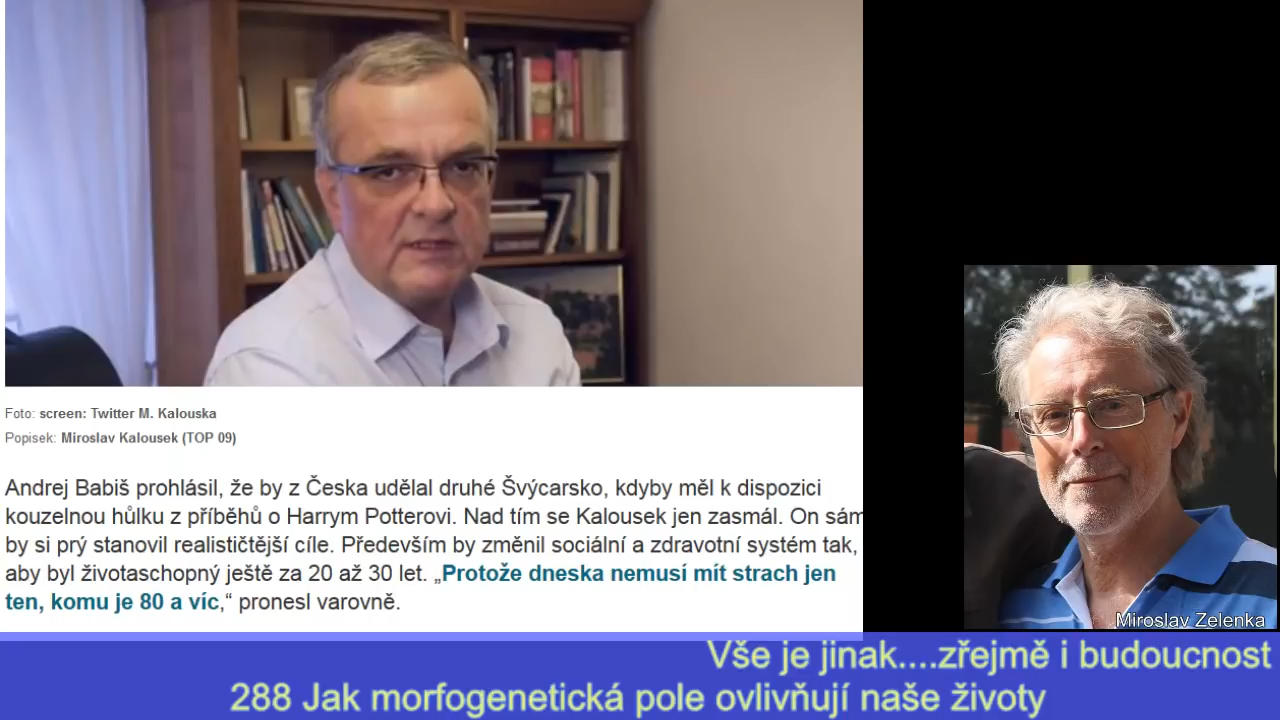 Foto: screen: Twitter M. Kalouska
Popisek: Miroslav Kalousek (TOP 09)
Andrej Babiš prohlásil, že by z Česka udělal druhé Švýcarsko, kdyby měl k dispozici
kouzelnou hůlku z příběhů o Harrym Potterovi. Nad tím se Kalousek jen zasmál. On sám
by si prý stanovil realističtější cíle. Především by změnil sociální a zdravotní systém tak,
aby byl životaschopný ještě za 20 až 30 let. „Protože dneska nemusí mít strach jen
ten, komu je 80 a víc,“ pronesl varovně.
Miroslav Zelenka
Vše je jinak....zřejmě i budoucnost
288 Jak morfogenetická pole ovlivňují naše životy